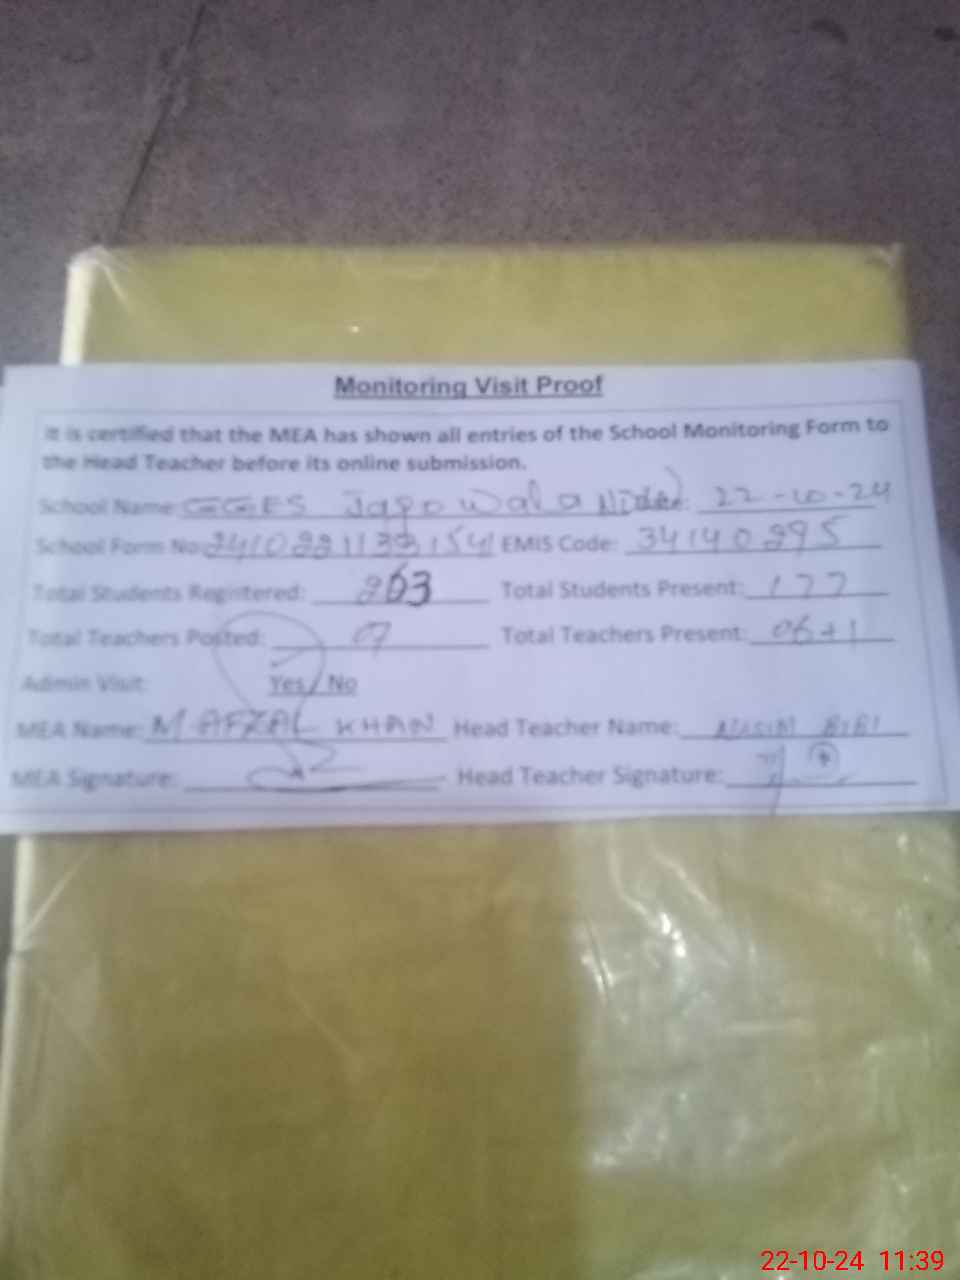 Monitoring Visit Proof
It is certified that the MEA has shown all entries of the School Monitoring Form to
the Head Teacher before its online submission.
School Name: GGES Jago wala 22-10-24
School Form No: EMIS Code: 34140295
Total Students Registered: 203 Total Students Present: 177
Total Teachers Posted: 07 Total Teachers Present: 06+1
Admin Visit: Yes / No
MEA Name: M. AFZAL KHAN Head Teacher Name: NASIM BIBI
MEA Signature: Head Teacher Signature:
22-10-24 11:39